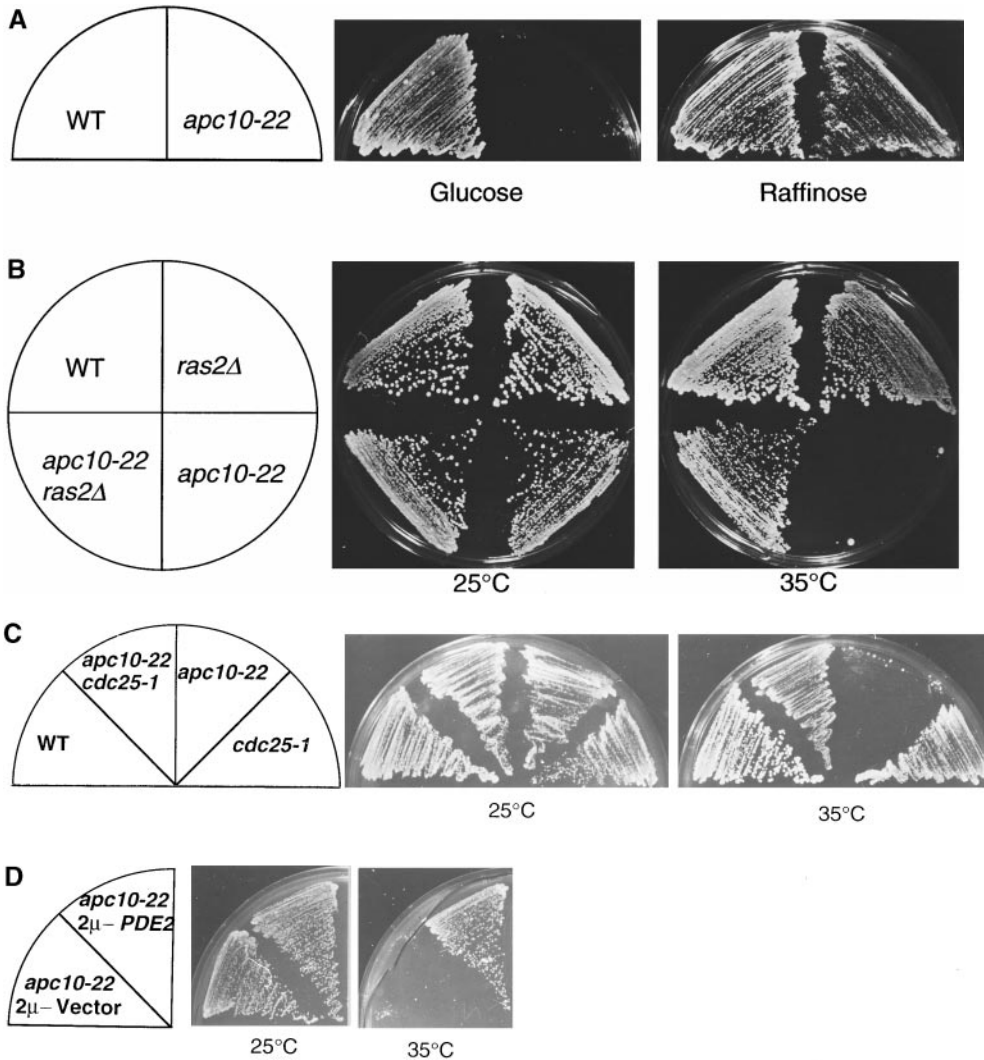 A
WT
apc10-22
Glucose
Raffinose
B
WT
ras2Δ
apc10-22
ras2Δ
apc10-22
25°C
35°C
C
apc10-22
cdc25-1
apc10-22
WT
cdc25-1
25°C
35°C
D
apc10-22
2μ– PDE2
apc10-22
2μ– Vector
25°C
35°C